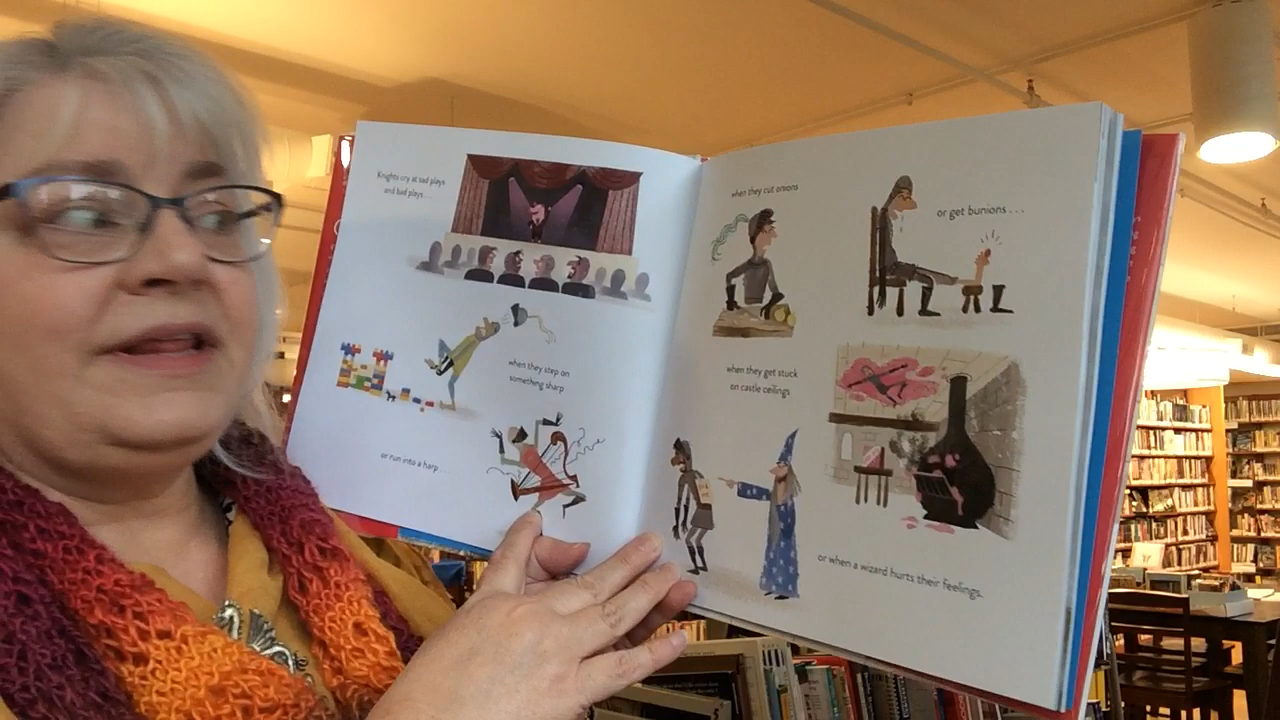 Knights cry at sad plays
and bad plays . . .
when they step on
something sharp
or run into a harp . . .
when they cut onions
or get bunions . . .
when they get stuck
on castle ceilings
or when a wizard hurts their feelings.